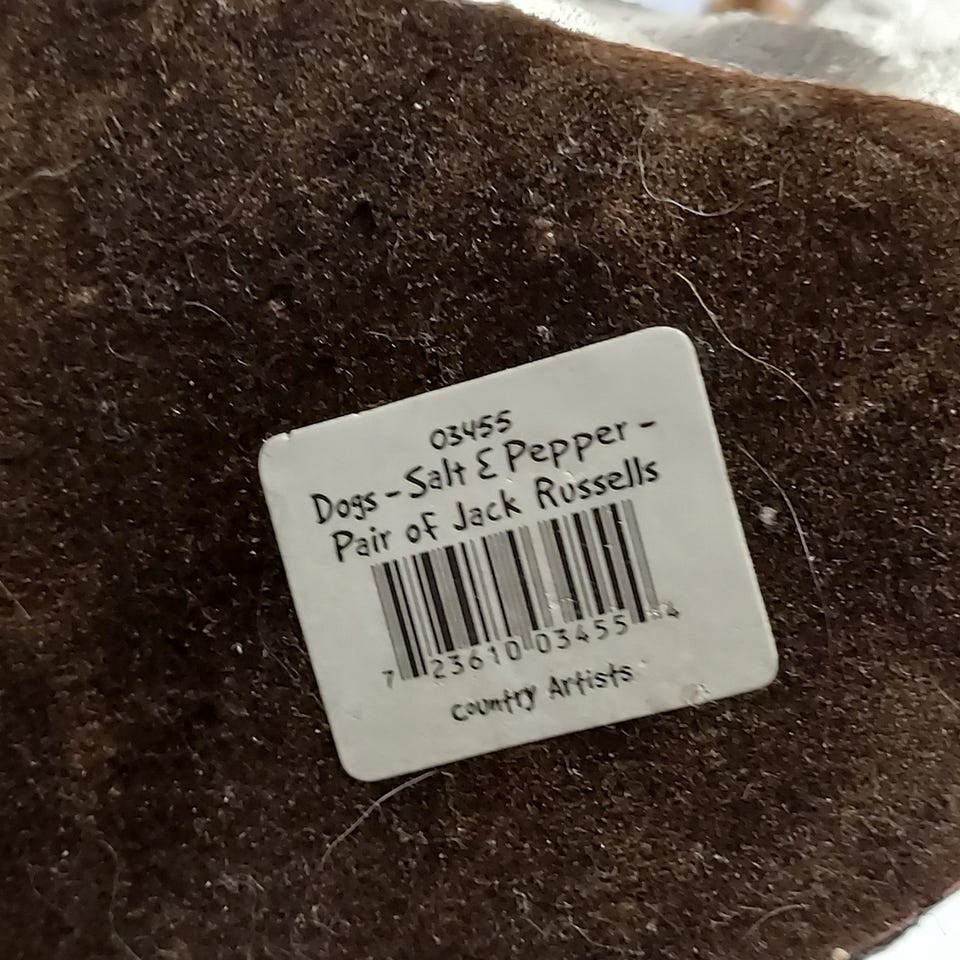 03455
Dogs - Salt & Pepper -
Pair of Jack Russells
7 23610 03455 4
Country Artists